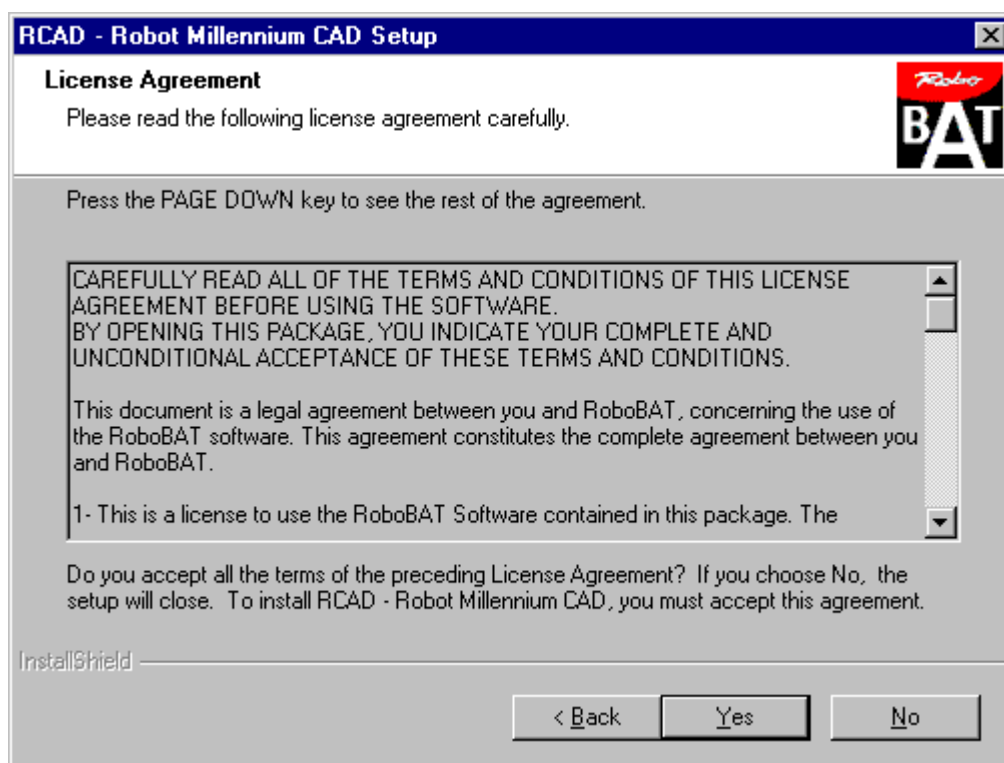 RCAD - Robot Millennium CAD Setup
License Agreement
Please read the following license agreement carefully.
Robo
BAT
Press the PAGE DOWN key to see the rest of the agreement.
CAREFULLY READ ALL OF THE TERMS AND CONDITIONS OF THIS LICENSE
AGREEMENT BEFORE USING THE SOFTWARE.
BY OPENING THIS PACKAGE, YOU INDICATE YOUR COMPLETE AND
UNCONDITIONAL ACCEPTANCE OF THESE TERMS AND CONDITIONS.
This document is a legal agreement between you and RoboBAT, concerning the use of
the RoboBAT software. This agreement constitutes the complete agreement between you
and RoboBAT.
1- This is a license to use the RoboBAT Software contained in this package. The
Do you accept all the terms of the preceding License Agreement? If you choose No, the
setup will close. To install RCAD - Robot Millennium CAD, you must accept this agreement.
InstallShield
< Back
Yes
No